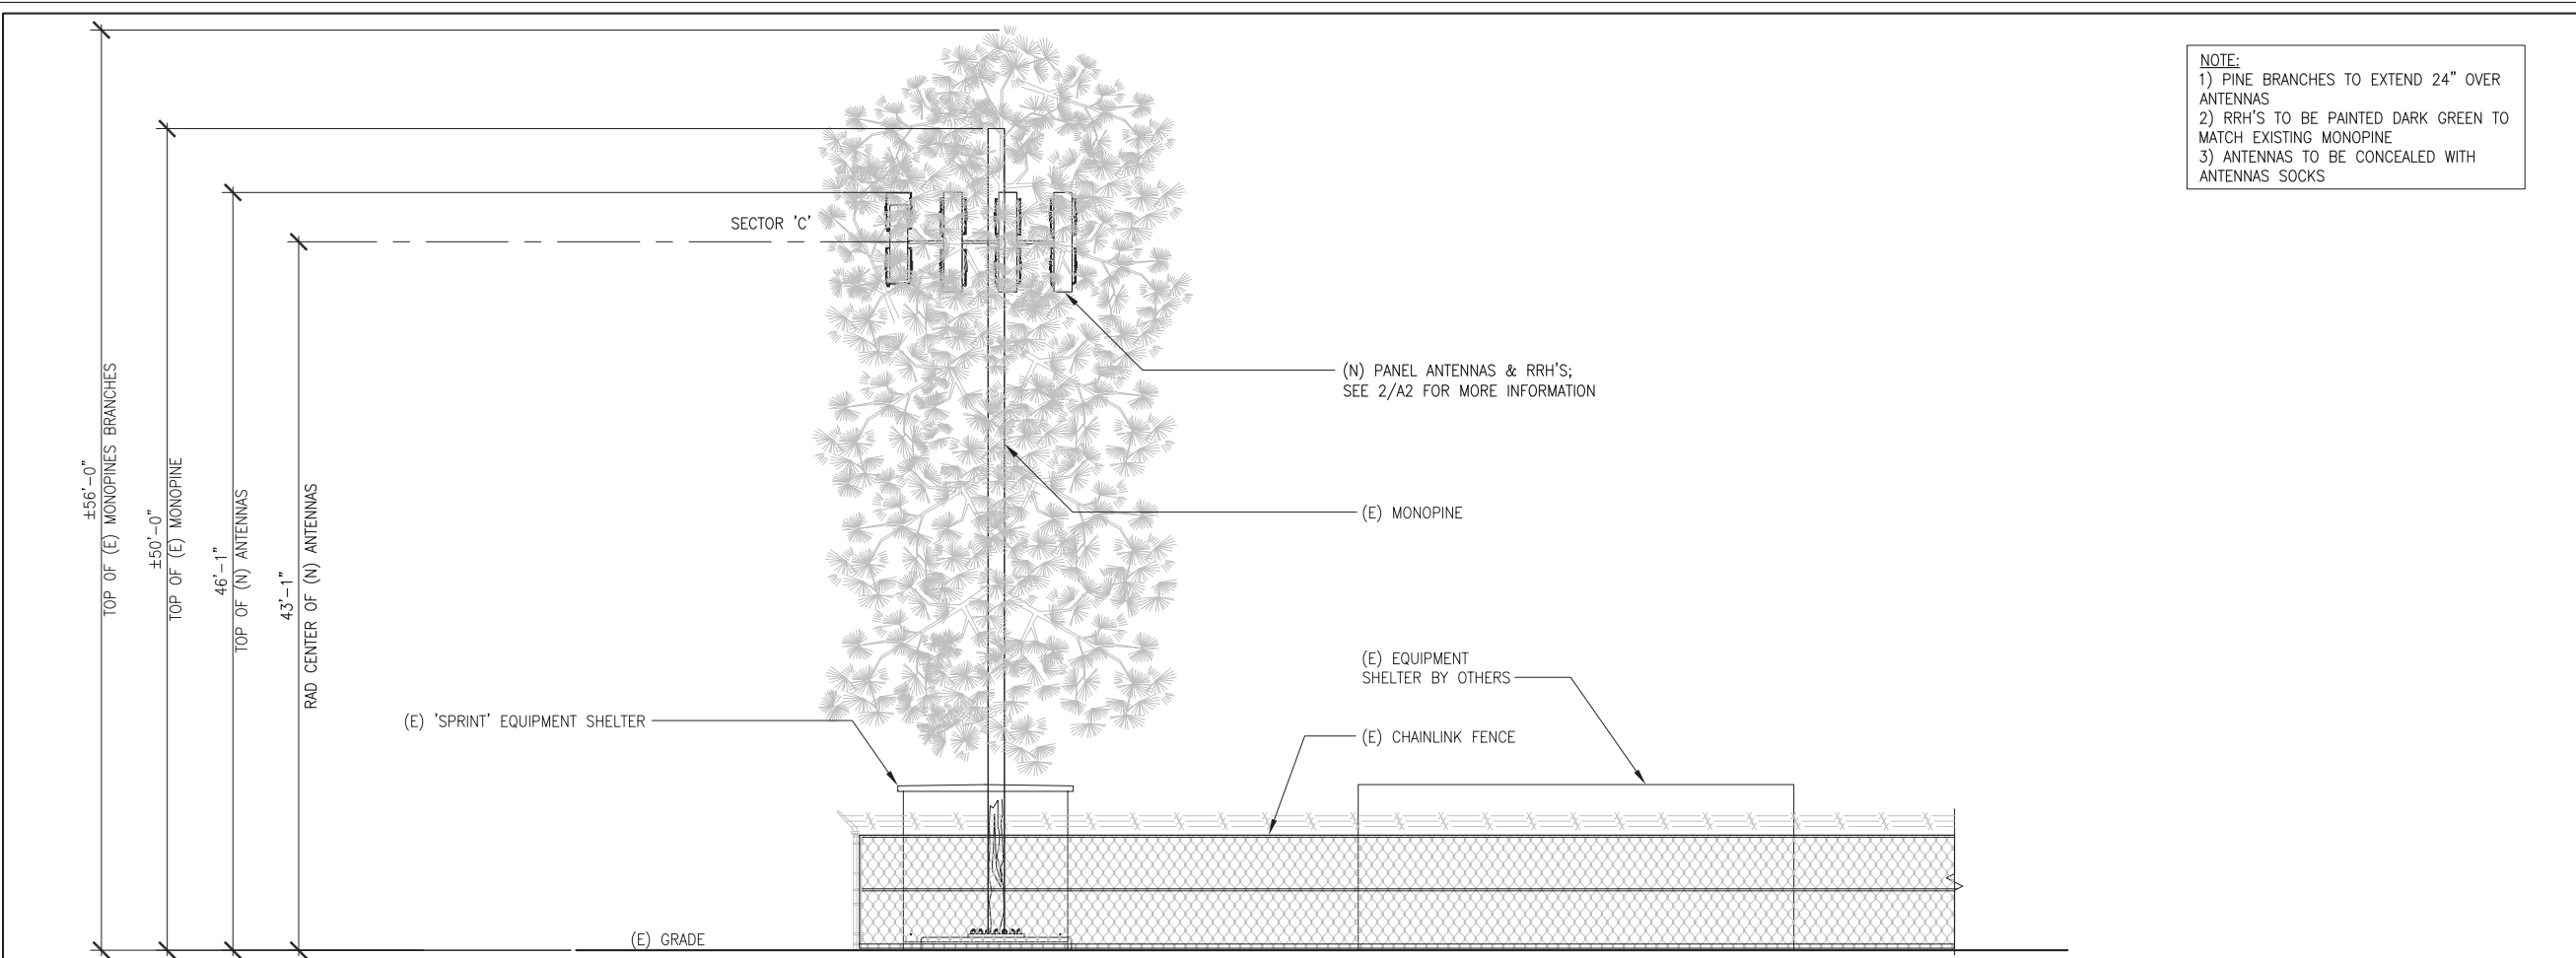 NOTE:
1) PINE BRANCHES TO EXTEND 24" OVER
ANTENNAS
2) RRH'S TO BE PAINTED DARK GREEN TO
MATCH EXISTING MONOPINE
3) ANTENNAS TO BE CONCEALED WITH
ANTENNAS SOCKS
SECTOR 'C'
(N) PANEL ANTENNAS & RRH'S;
SEE 2/A2 FOR MORE INFORMATION
±56'-0"
TOP OF (E) MONOPINES BRANCHES
±50'-0"
TOP OF (E) MONOPINE
46'-1"
TOP OF (N) ANTENNAS
43'-1"
RAD CENTER OF (N) ANTENNAS
(E) MONOPINE
(E) EQUIPMENT
SHELTER BY OTHERS
(E) 'SPRINT' EQUIPMENT SHELTER
(E) CHAINLINK FENCE
(E) GRADE